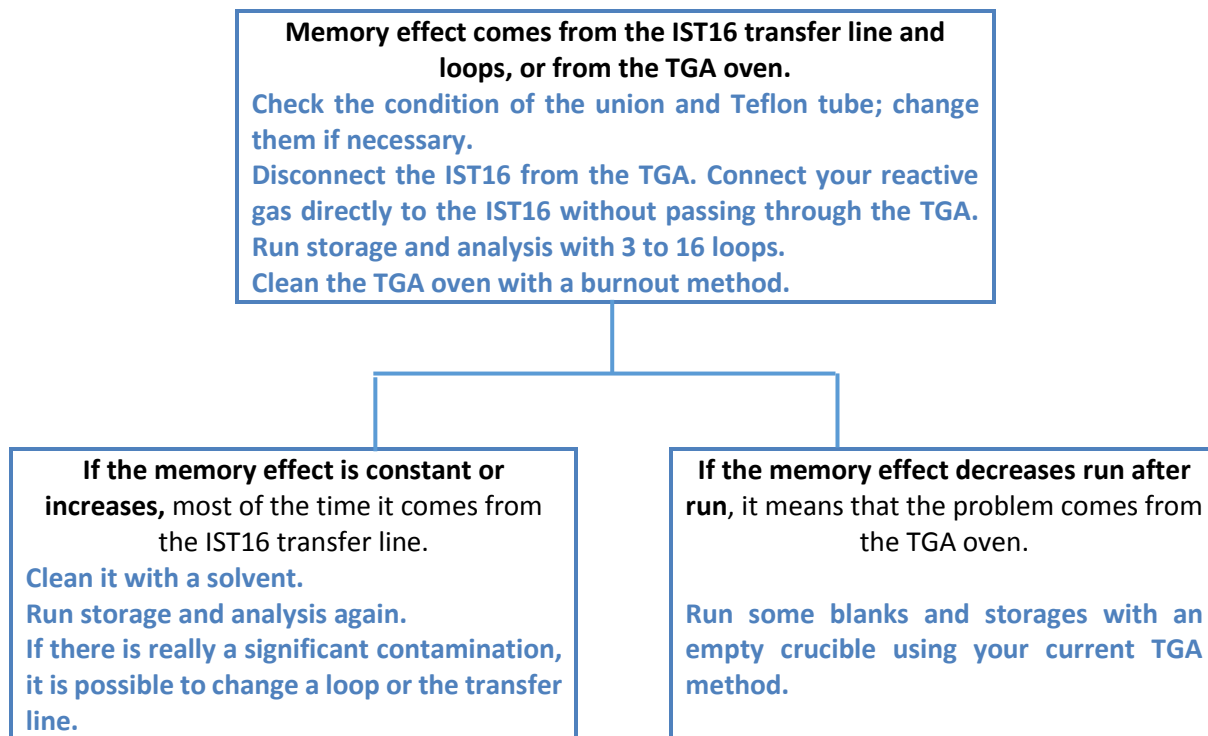 Memory effect comes from the IST16 transfer line and
loops, or from the TGA oven.
Check the condition of the union and Teflon tube; change
them if necessary.
Disconnect the IST16 from the TGA. Connect your reactive
gas directly to the IST16 without passing through the TGA.
Run storage and analysis with 3 to 16 loops.
Clean the TGA oven with a burnout method.
If the memory effect is constant or
increases, most of the time it comes from
the IST16 transfer line.
Clean it with a solvent.
Run storage and analysis again.
If there is really a significant contamination,
it is possible to change a loop or the transfer
line.
If the memory effect decreases run after
run, it means that the problem comes from
the TGA oven.
Run some blanks and storages with an
empty crucible using your current TGA
method.